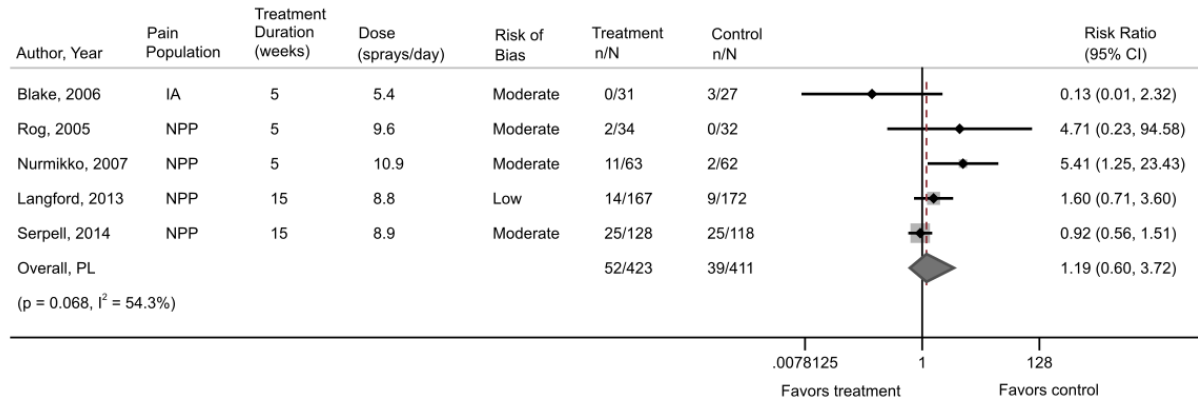 Author, Year Pain Population Treatment Duration (weeks) Dose (sprays/day) Risk of Bias Treatment n/N Control n/N Risk Ratio (95% CI)
Blake, 2006 IA 5 5.4 Moderate 0/31 3/27 0.13 (0.01, 2.32)
Rog, 2005 NPP 5 9.6 Moderate 2/34 0/32 4.71 (0.23, 94.58)
Nurmikko, 2007 NPP 5 10.9 Moderate 11/63 2/62 5.41 (1.25, 23.43)
Langford, 2013 NPP 15 8.8 Low 14/167 9/172 1.60 (0.71, 3.60)
Serpell, 2014 NPP 15 8.9 Moderate 25/128 25/118 0.92 (0.56, 1.51)
Overall, PL 52/423 39/411 1.19 (0.60, 3.72)
(p = 0.068, I² = 54.3%)
.0078125 1 128
Favors treatment Favors control